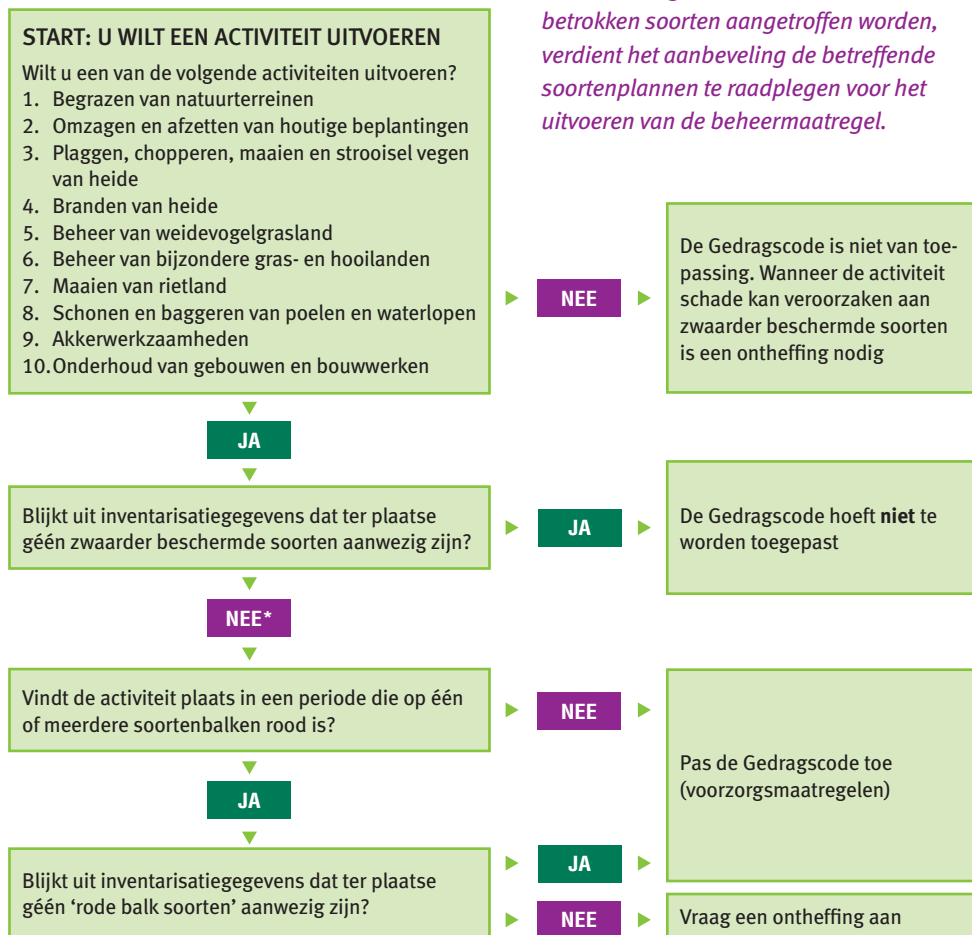 betrokken soorten aangetroffen worden,
verdient het aanbeveling de betreffende
soortenplannen te raadplegen voor het
uitvoeren van de beheermaatregel.
START: U WILT EEN ACTIVITEIT UITVOEREN
Wilt u een van de volgende activiteiten uitvoeren?
1. Begrazen van natuurterreinen
2. Omzagen en afzetten van houtige beplantingen
3. Plaggen, chopperen, maaien en strooisel vegen
van heide
4. Branden van heide
5. Beheer van weidevogelgrasland
6. Beheer van bijzondere gras- en hooilanden
7. Maaien van rietland
8. Schonen en baggeren van poelen en waterlopen
9. Akkerwerkzaamheden
10. Onderhoud van gebouwen en bouwwerken
NEE
De Gedragscode is niet van toe-
passing. Wanneer de activiteit
schade kan veroorzaken aan
zwaarder beschermde soorten
is een ontheffing nodig
JA
Blijkt uit inventarisatiegegevens dat ter plaatse
géén zwaarder beschermde soorten aanwezig zijn?
JA
De Gedragscode hoeft niet te
worden toegepast
NEE*
Vindt de activiteit plaats in een periode die op één
of meerdere soortenbalken rood is?
NEE
Pas de Gedragscode toe
(voorzorgsmaatregelen)
JA
Blijkt uit inventarisatiegegevens dat ter plaatse
géén ‘rode balk soorten’ aanwezig zijn?
JA
NEE
Vraag een ontheffing aan